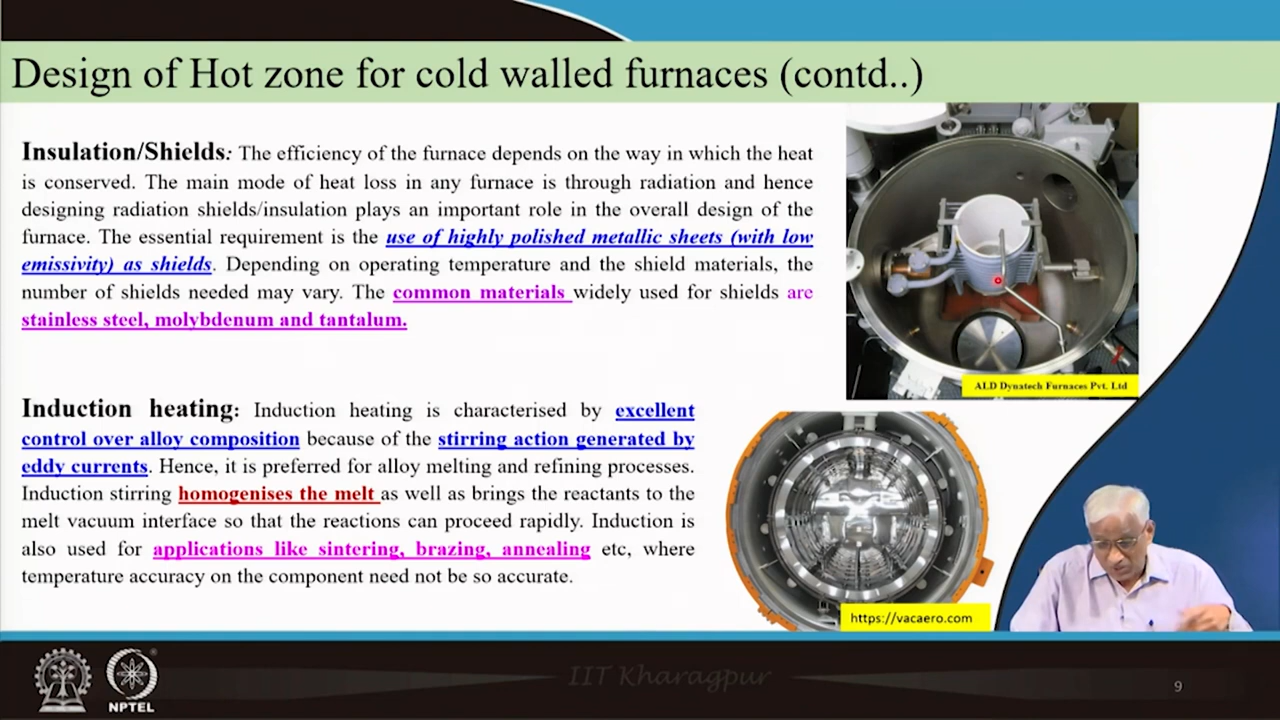 Design of Hot zone for cold walled furnaces (contd..)
Insulation/Shields: The efficiency of the furnace depends on the way in which the heat
is conserved. The main mode of heat loss in any furnace is through radiation and hence
designing radiation shields/insulation plays an important role in the overall design of the
furnace. The essential requirement is the use of highly polished metallic sheets (with low
emissivity) as shields. Depending on operating temperature and the shield materials, the
number of shields needed may vary. The common materials widely used for shields are
stainless steel, molybdenum and tantalum.
ALD Dynatech Furnaces Pvt. Ltd
Induction heating: Induction heating is characterised by excellent
control over alloy composition because of the stirring action generated by
eddy currents. Hence, it is preferred for alloy melting and refining processes.
Induction stirring homogenises the melt as well as brings the reactants to the
melt vacuum interface so that the reactions can proceed rapidly. Induction is
also used for applications like sintering, brazing, annealing etc, where
temperature accuracy on the component need not be so accurate.
https://vacaero.com
NPTEL
IIT Kharagpur
9